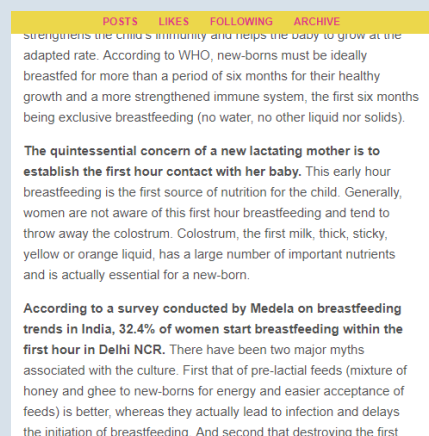 POSTS LIKES FOLLOWING ARCHIVE
strengthens the child's immunity and helps the baby to grow at the
adapted rate. According to WHO, new-borns must be ideally
breastfed for more than a period of six months for their healthy
growth and a more strengthened immune system, the first six months
being exclusive breastfeeding (no water, no other liquid nor solids).
The quintessential concern of a new lactating mother is to
establish the first hour contact with her baby. This early hour
breastfeeding is the first source of nutrition for the child. Generally,
women are not aware of this first hour breastfeeding and tend to
throw away the colostrum. Colostrum, the first milk, thick, sticky,
yellow or orange liquid, has a large number of important nutrients
and is actually essential for a new-born.
According to a survey conducted by Medela on breastfeeding
trends in India, 32.4% of women start breastfeeding within the
first hour in Delhi NCR. There have been two major myths
associated with the culture. First that of pre-lactial feeds (mixture of
honey and ghee to new-borns for energy and easier acceptance of
feeds) is better, whereas they actually lead to infection and delays
the initiation of breastfeeding. And second that destroying the first